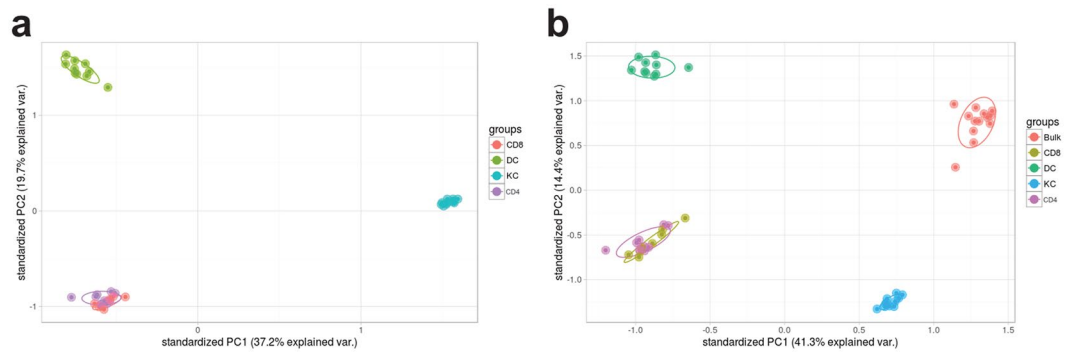 a
b
standardized PC2 (19.7% explained var.)
1
0
-1
0
1
standardized PC1 (37.2% explained var.)
groups
CD8
DC
KC
CD4
standardized PC2 (14.4% explained var.)
1.5
1.0
0.5
0.0
-0.5
-1.0
-1.0
-0.5
0.0
0.5
1.0
1.5
standardized PC1 (41.3% explained var.)
groups
Bulk
CD8
DC
KC
CD4